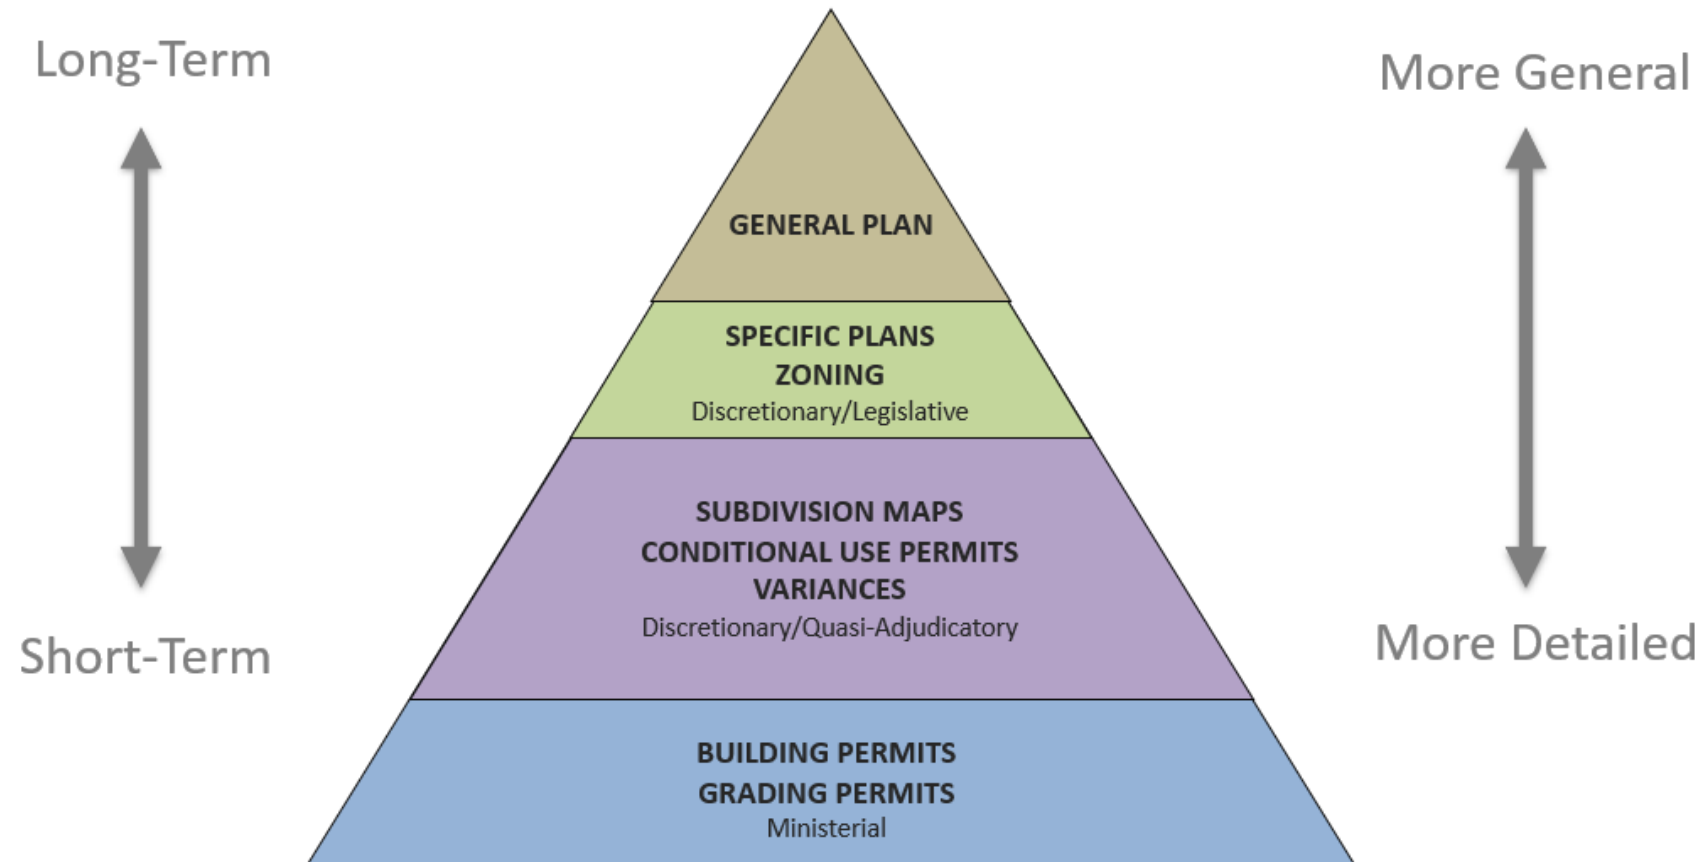 Long-Term
Short-Term
GENERAL PLAN
SPECIFIC PLANS
ZONING
Discretionary/Legislative
SUBDIVISION MAPS
CONDITIONAL USE PERMITS
VARIANCES
Discretionary/Quasi-Adjudicatory
BUILDING PERMITS
GRADING PERMITS
Ministerial
More General
More Detailed